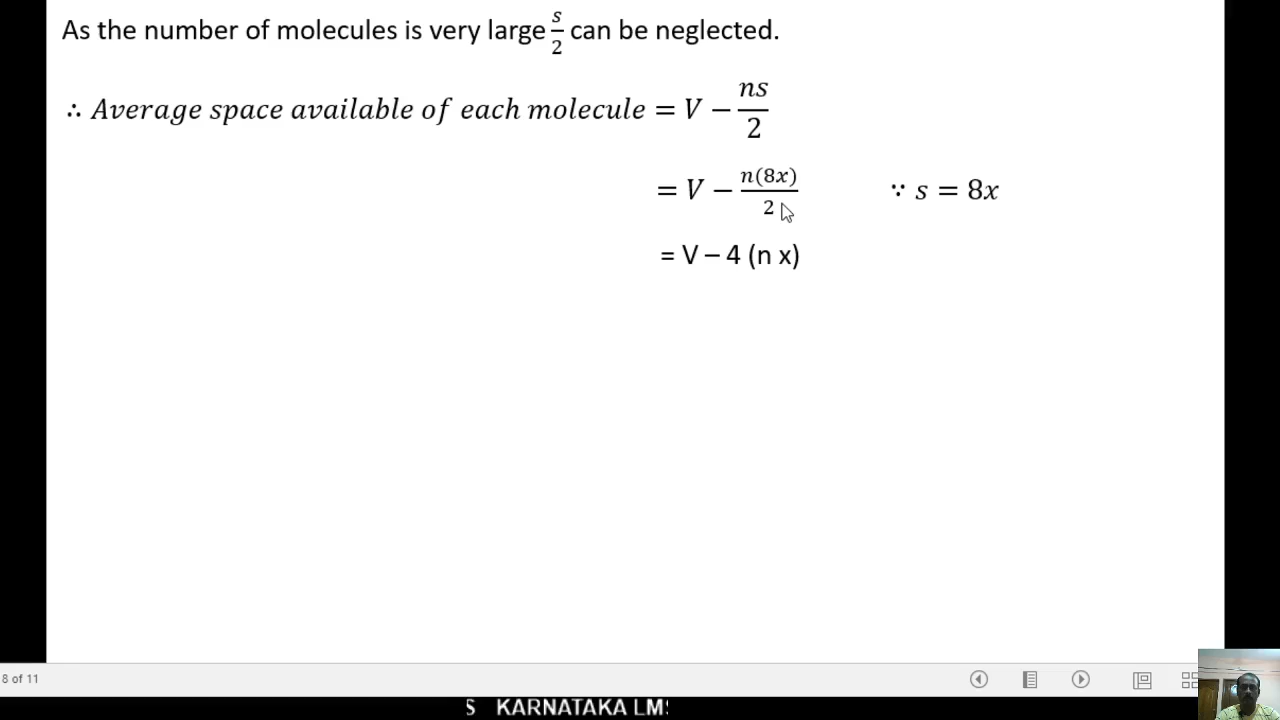 As the number of molecules is very large s/2 can be neglected.
∴ Average space available of each molecule = V − ns/2
= V − n(8x)/2 ∵ s = 8x
= V – 4 (n x)
8 of 11
S KARNATAKA LMS